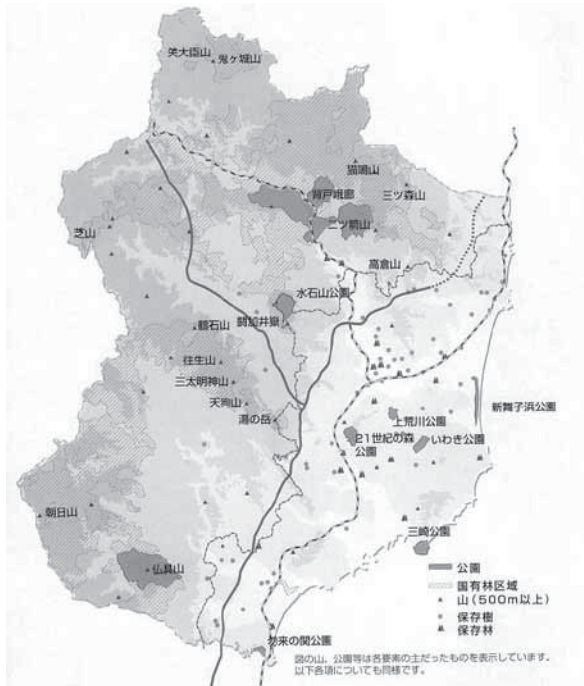 笑大臣山
鬼ヶ城山
猫鳴山
背戸峨廊
三ツ森山
二ツ箭山
芝山
高倉山
水石山公園
閼伽井嶽
鶴石山
往生山
三太明神山
天狗山
湯の岳
新舞子浜公園
上荒川公園
21世紀の森
公園
いわき公園
朝日山
三崎公園
仏具山
勿来の関公園
公園
国有林区域
山(500m以上)
保存樹
保存林
図の山、公園等は各要素の主だったものを表示しています。
以下各項についても同様です。